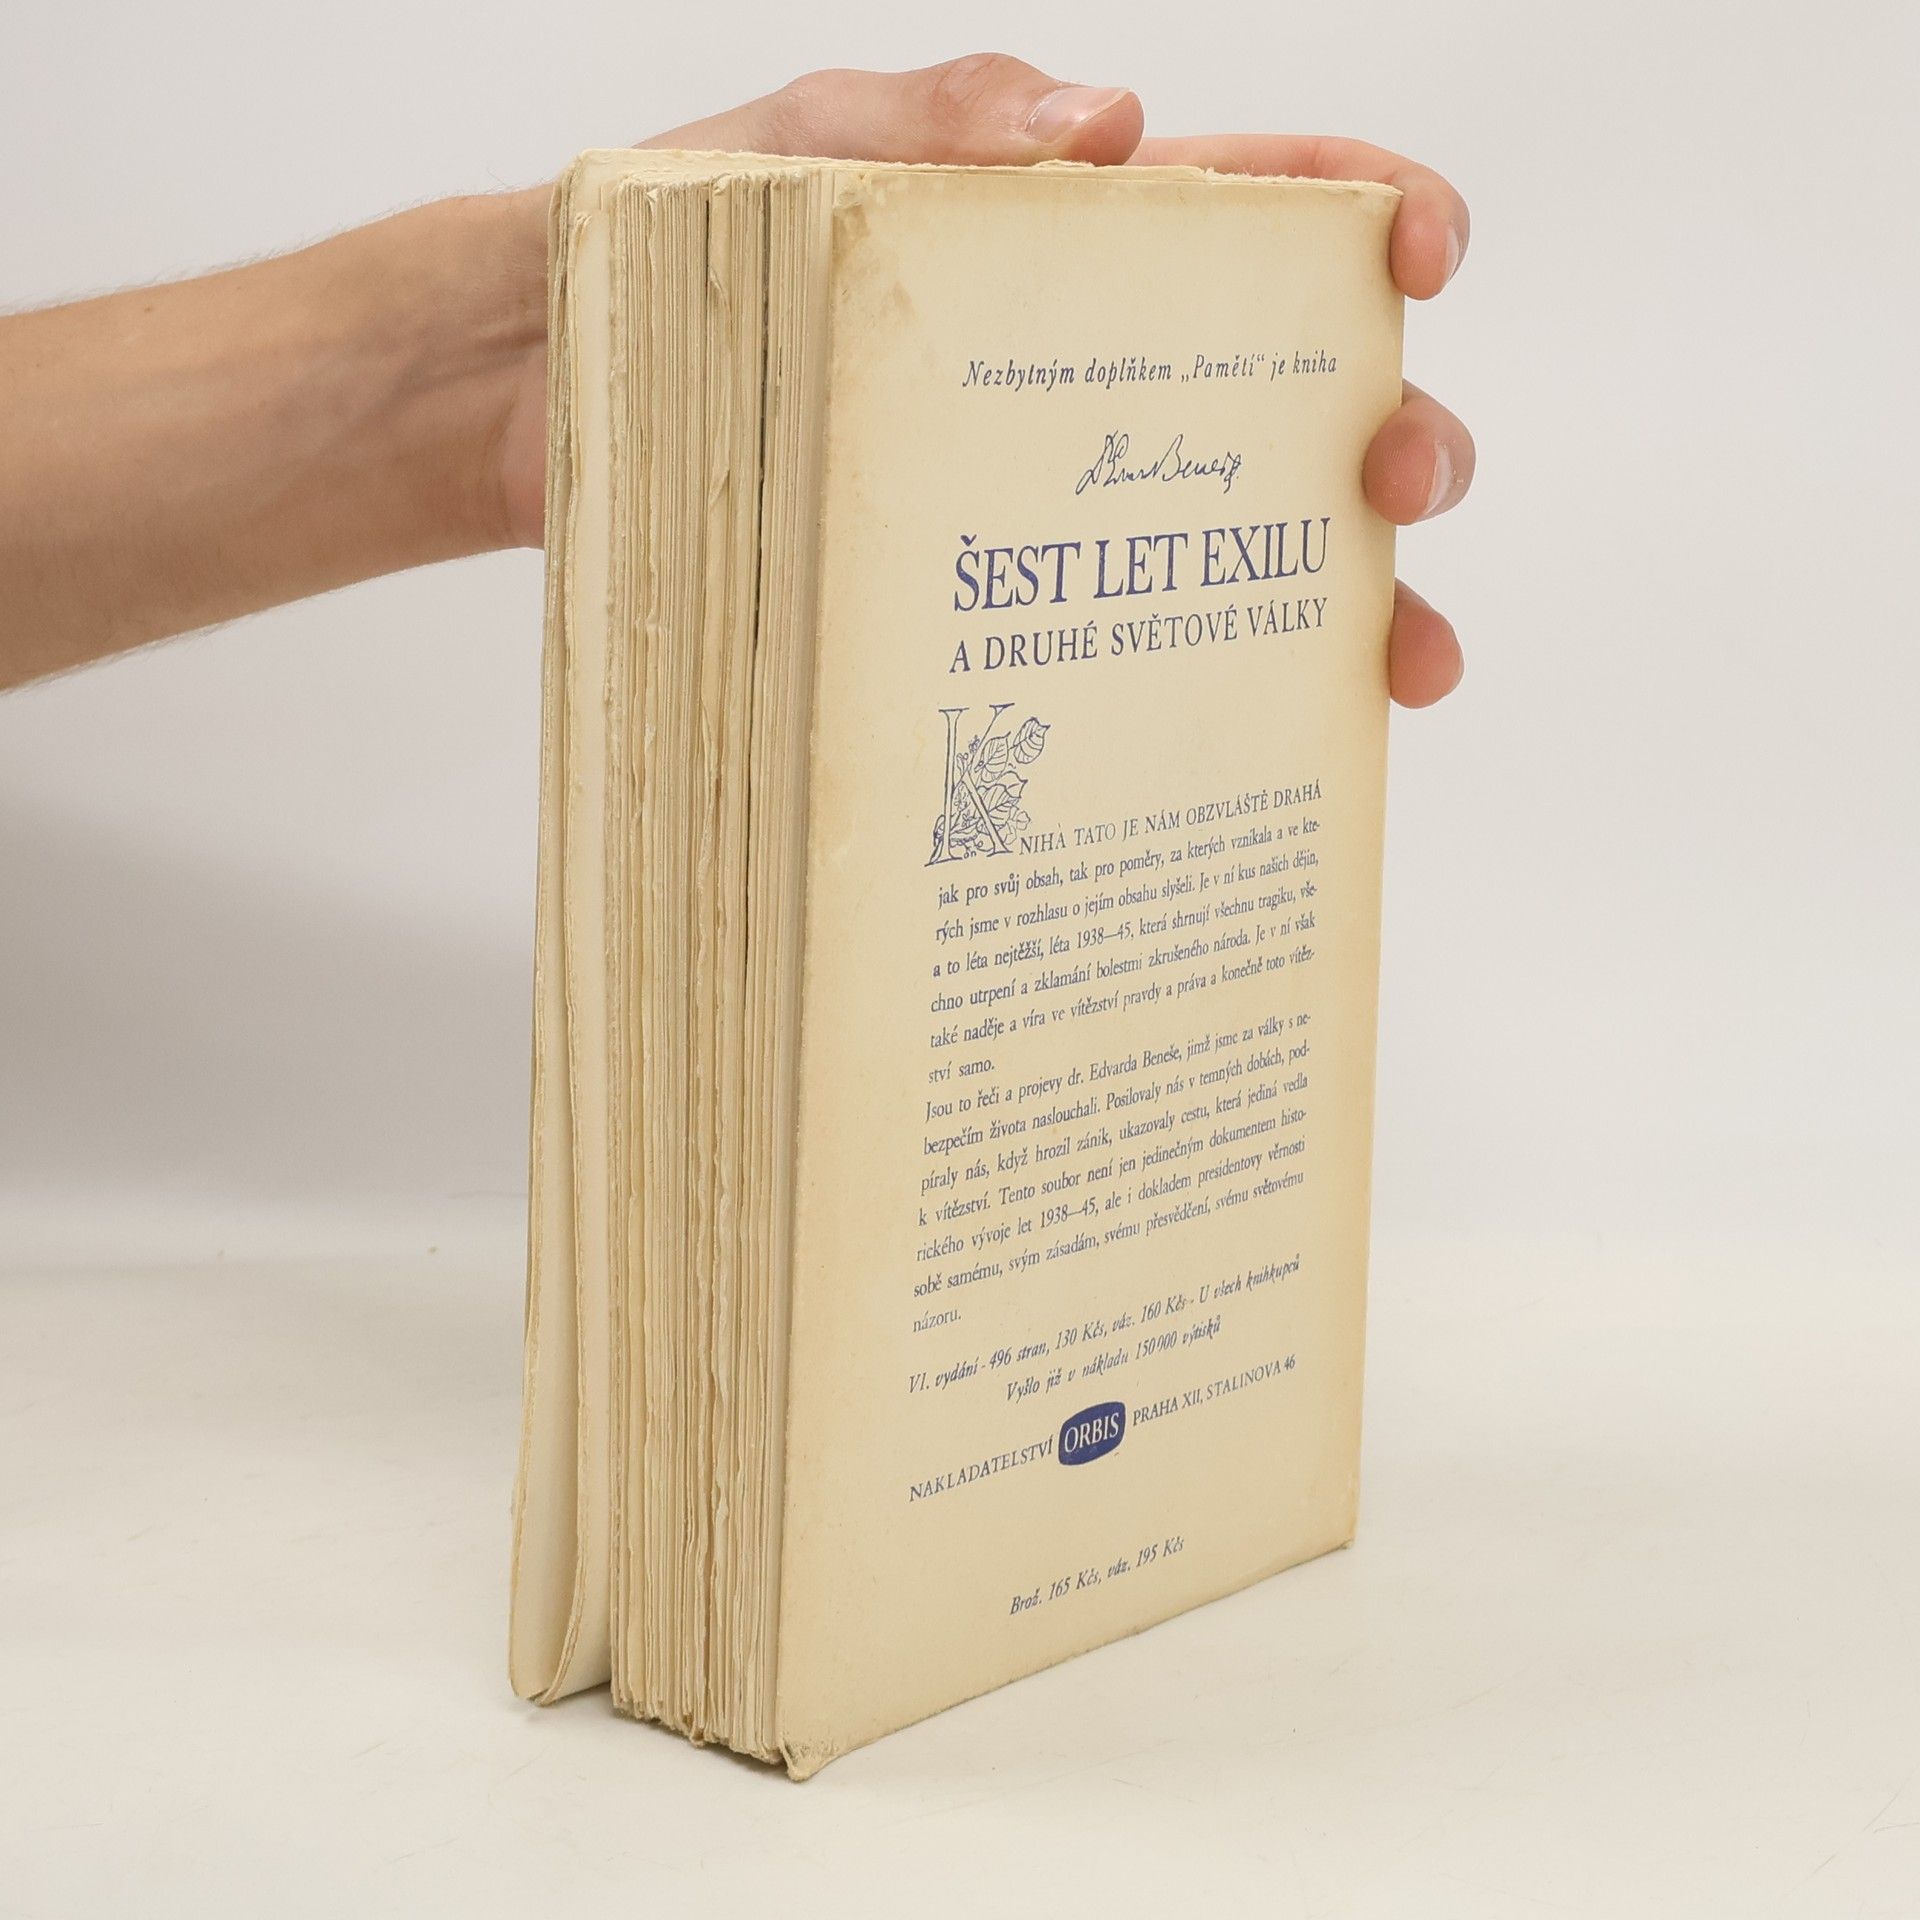 Nezbytným doplňkem „Pamětí“ je kniha
Dr Edvard Beneš
ŠEST LET EXILU
A DRUHÉ SVĚTOVÉ VÁLKY
KNIHA TATO JE NÁM OBZVLÁŠTĚ DRAHÁ
jak pro svůj obsah, tak pro poměry, za kterých vznikala a ve kte-
rých jsme v rozhlasu o jejím obsahu slyšeli. Je v ní kus našich dějin,
a to léta nejtěžší, léta 1938—45, která shrnují všechnu tragiku, vše-
chno utrpení a zklamání bolestmi zkrušeného národa. Je v ní však
také naděje a víra ve vítězství pravdy a práva a konečně toto vítěz-
ství samo.
Jsou to řeči a projevy dr. Edvarda Beneše, jimž jsme za války s ne-
bezpečím života naslouchali. Posilovaly nás v temných dobách, pod-
píraly nás, když hrozil zánik, ukazovaly cestu, která jediná vedla
k vítězství. Tento soubor není jen jedinečným dokumentem histo-
rického vývoje let 1938—45, ale i dokladem presidentovy věrnosti
sobě samému, svým zásadám, svému přesvědčení, svému světovému
názoru.
VI. vydání - 496 stran, 130 Kčs, váz. 160 Kčs - U všech knihkupců
Vyšlo již v nákladu 150 000 výtisků
NAKLADATELSTVÍ ORBIS PRAHA XII, STALINOVA 46
Brož. 165 Kčs, váz. 195 Kčs